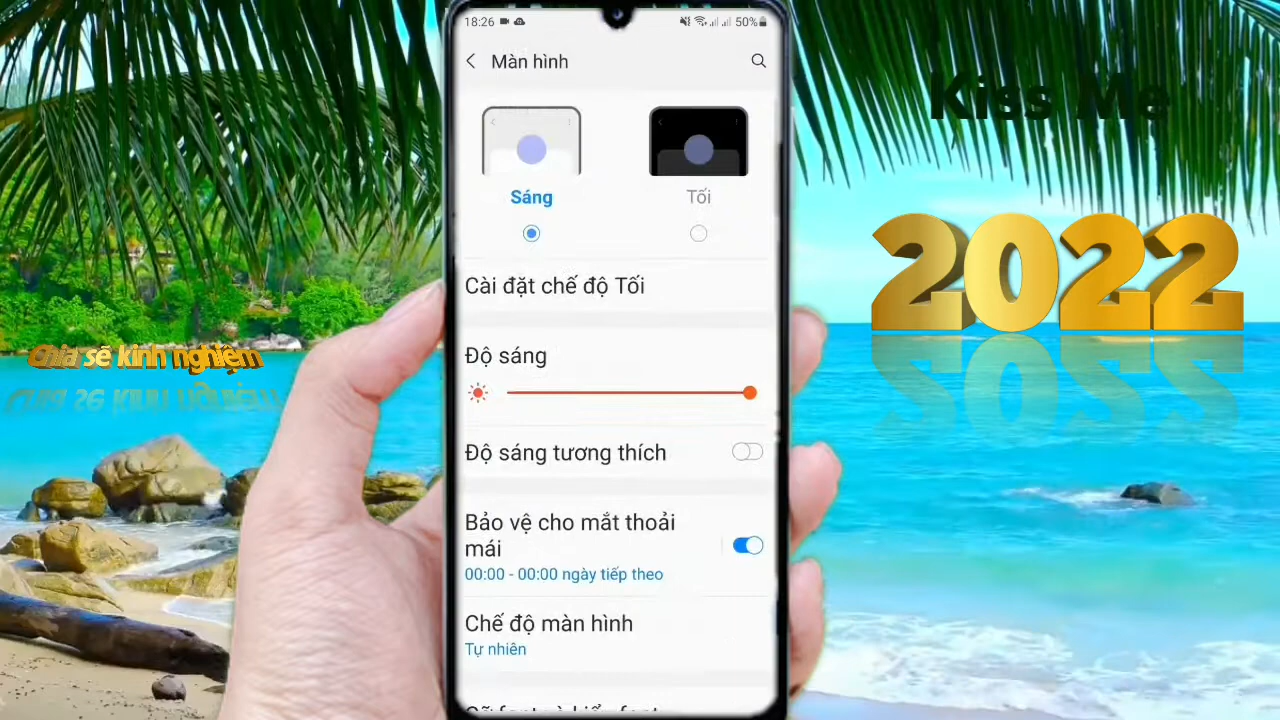 18:26
50%
Màn hình
Sáng
Tối
Cài đặt chế độ Tối
Độ sáng
Độ sáng tương thích
Bảo vệ cho mắt thoải
mái
00:00 - 00:00 ngày tiếp theo
Chế độ màn hình
Tự nhiên
Kiss Me
2022
Chia sẽ kinh nghiệm